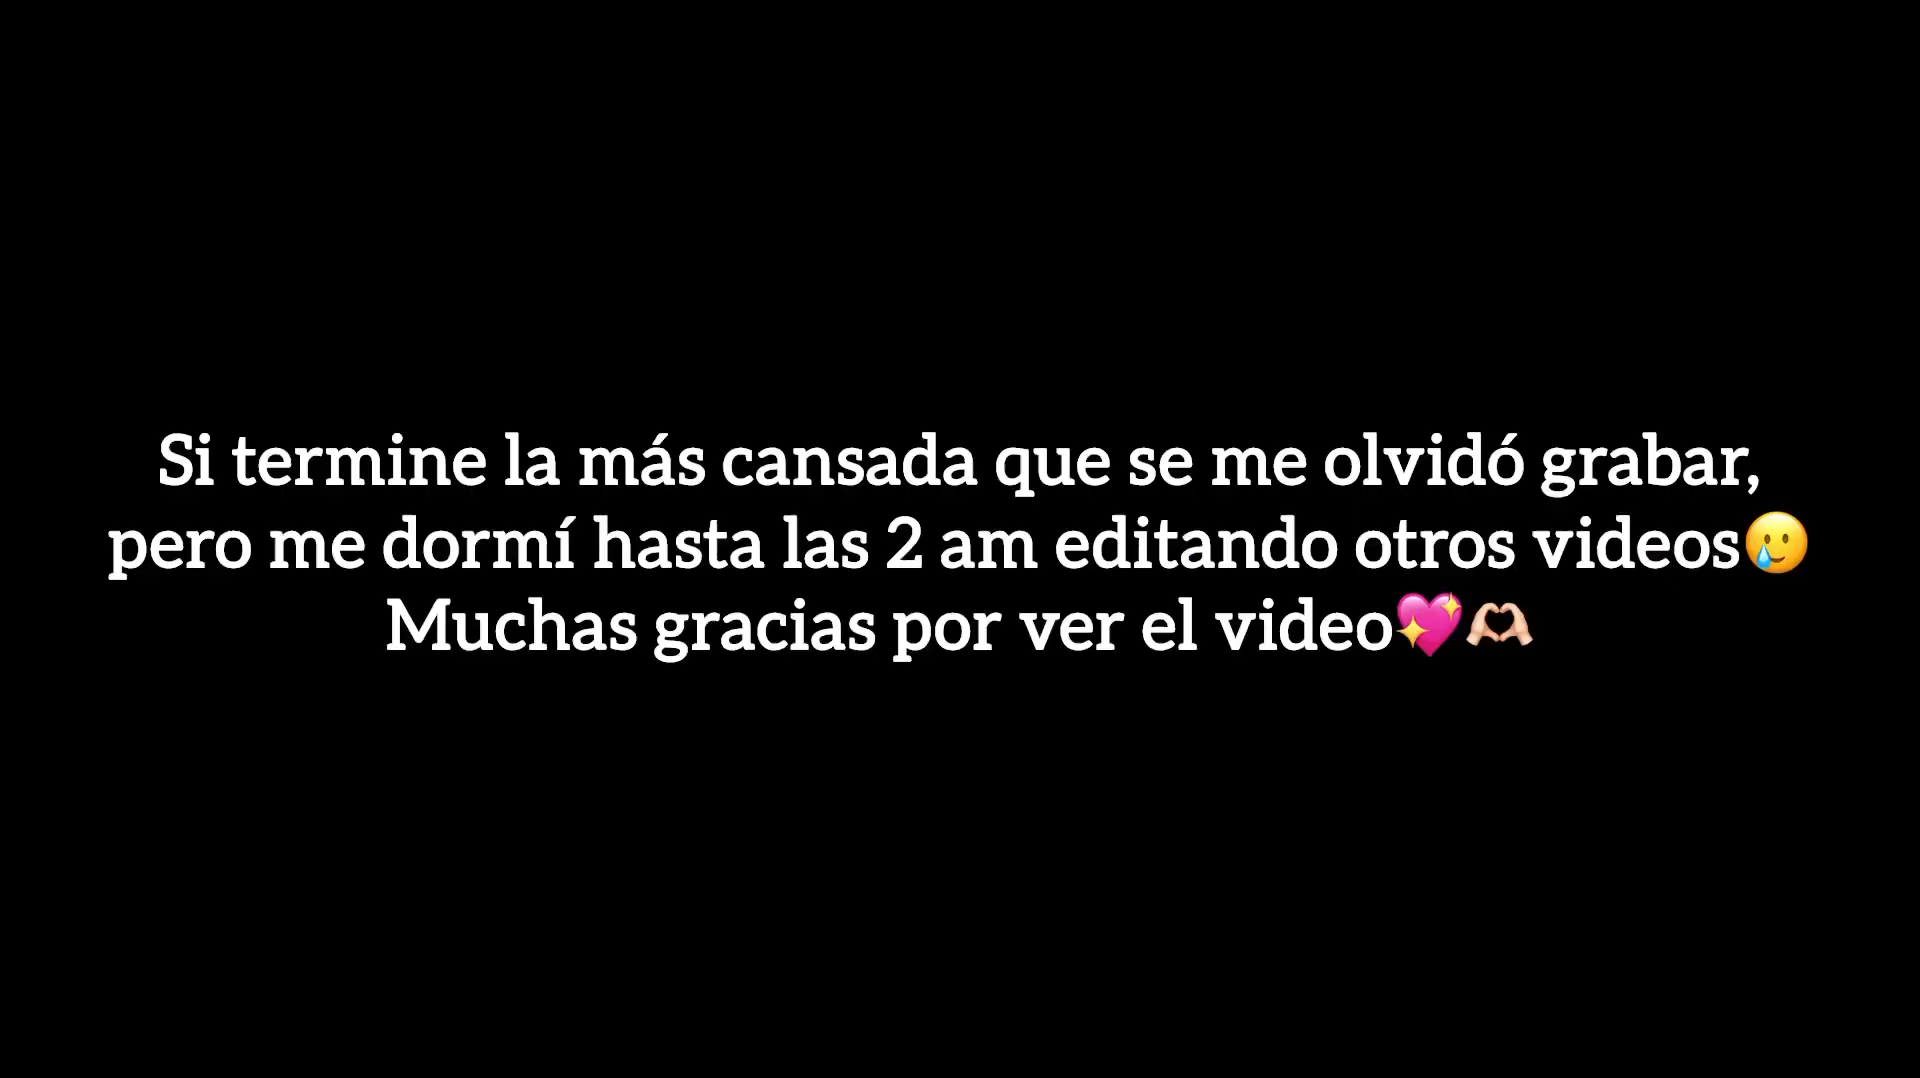 Si termine la más cansada que se me olvidó grabar,
pero me dormí hasta las 2 am editando otros videos🥲
Muchas gracias por ver el video💖🫶🏻